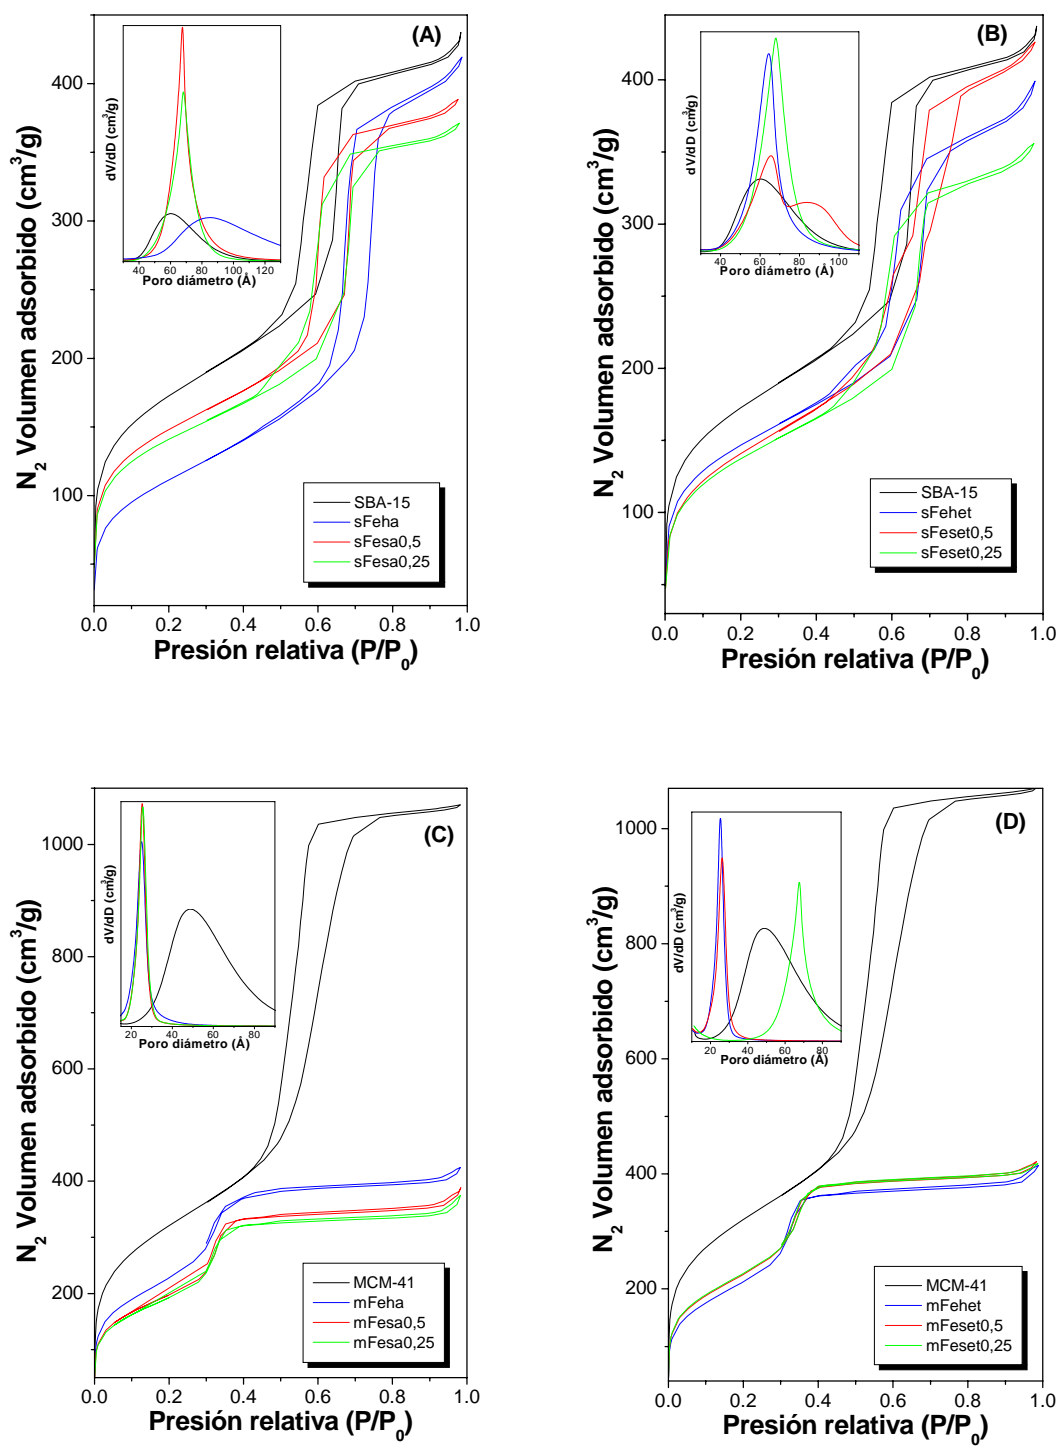 (A)
400
300
200
100
0.0
0.2
0.4
0.6
0.8
1.0
N2 Volumen adsorbido (cm3/g)
Presión relativa (P/P0)
dV/dD (cm3/g)
40
60
80
100
120
Poro diámetro (Å)
SBA-15
sFeha
sFesa0,5
sFesa0,25
(B)
400
300
200
100
0.0
0.2
0.4
0.6
0.8
1.0
N2 Volumen adsorbido (cm3/g)
Presión relativa (P/P0)
dV/dD (cm3/g)
40
60
80
100
Poro diámetro (Å)
SBA-15
sFehet
sFeset0,5
sFeset0,25
(C)
1000
800
600
400
200
0.0
0.2
0.4
0.6
0.8
1.0
N2 Volumen adsorbido (cm3/g)
Presión relativa (P/P0)
dV/dD (cm3/g)
20
40
60
80
Poro diámetro (Å)
MCM-41
mFeha
mFesa0,5
mFesa0,25
(D)
1000
800
600
400
200
0.0
0.2
0.4
0.6
0.8
1.0
N2 Volumen adsorbido (cm3/g)
Presión relativa (P/P0)
dV/dD (cm3/g)
20
40
60
80
Poro diámetro (Å)
MCM-41
mFehet
mFeset0,5
mFeset0,25